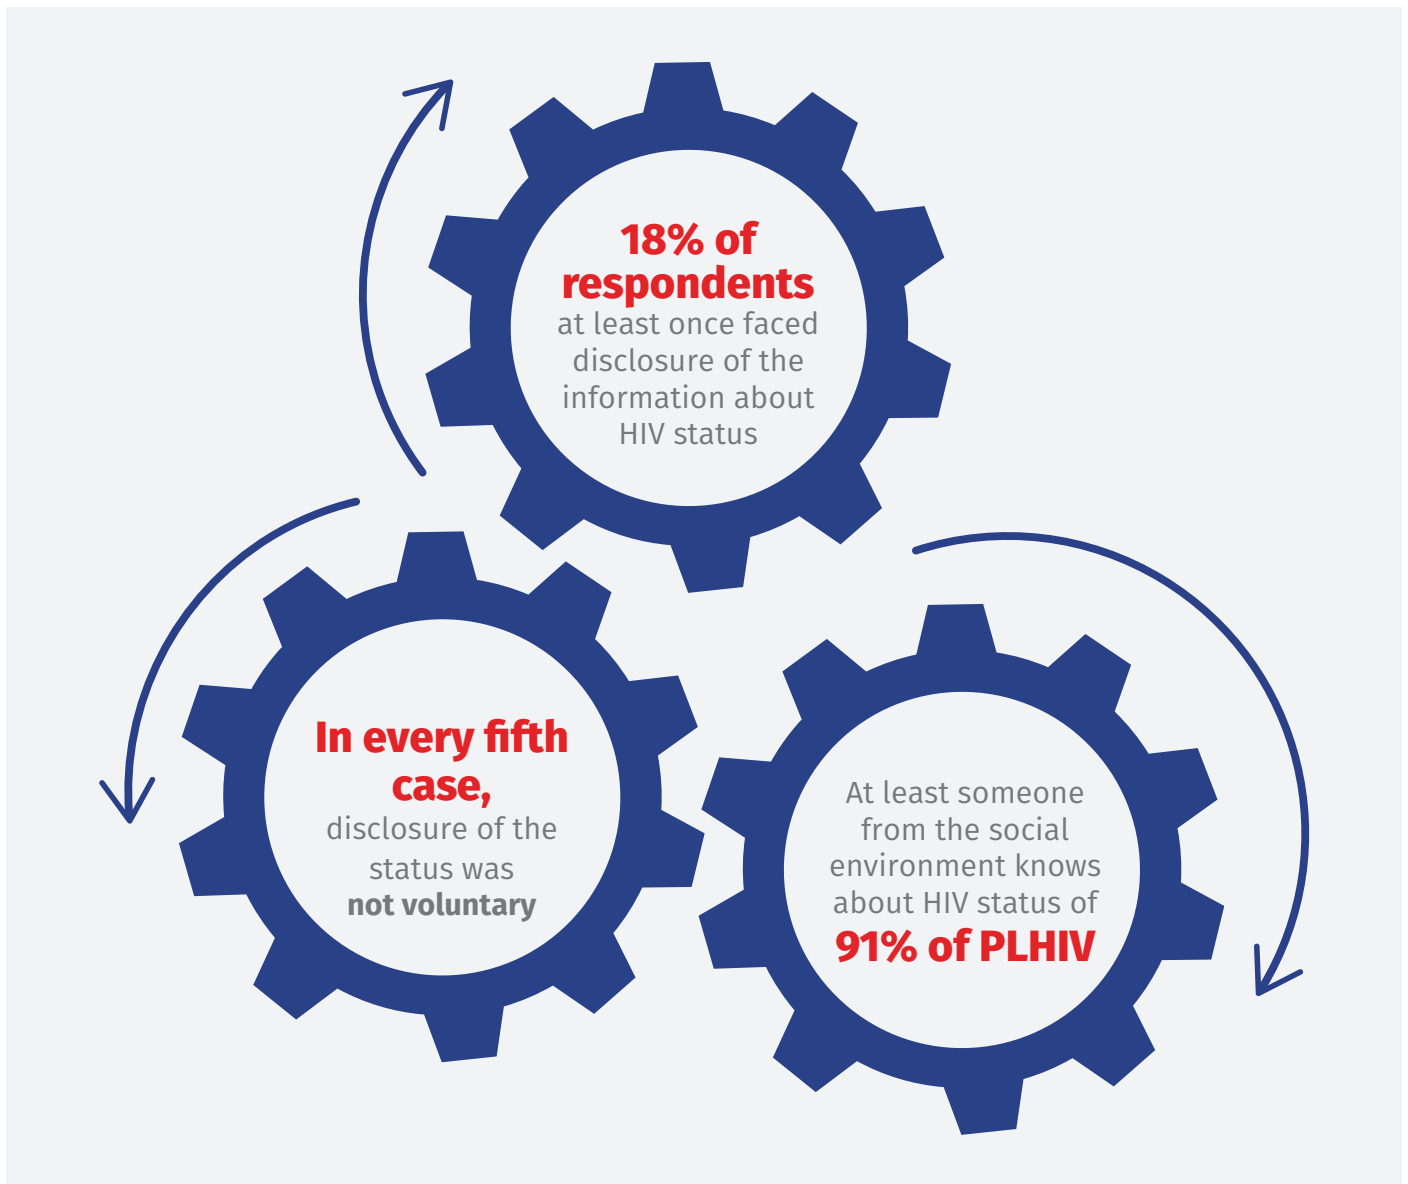 18% of
respondents
at least once faced
disclosure of the
information about
HIV status
In every fifth
case,
disclosure of the
status was
not voluntary
At least someone
from the social
environment knows
about HIV status of
91% of PLHIV